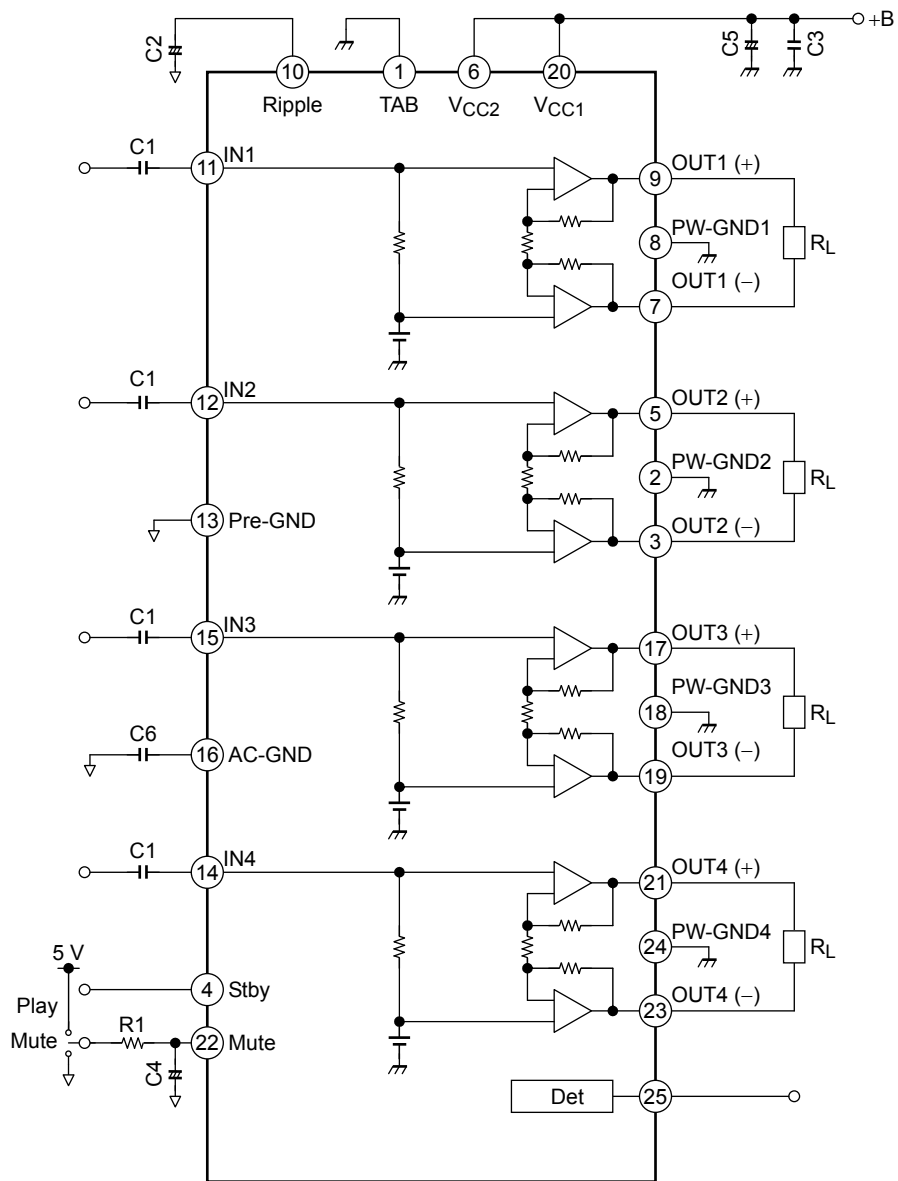 +B
C2
C5
C3
10
1
6
20
Ripple
TAB
VCC2
VCC1
C1
11
IN1
9
OUT1 (+)
8
PW-GND1
RL
7
OUT1 (−)
C1
12
IN2
5
OUT2 (+)
2
PW-GND2
RL
13
Pre-GND
3
OUT2 (−)
C1
15
IN3
17
OUT3 (+)
18
PW-GND3
RL
C6
16
AC-GND
19
OUT3 (−)
C1
14
IN4
21
OUT4 (+)
24
PW-GND4
RL
5 V
4
Stby
23
OUT4 (−)
Play
Mute
R1
22
Mute
C4
Det
25